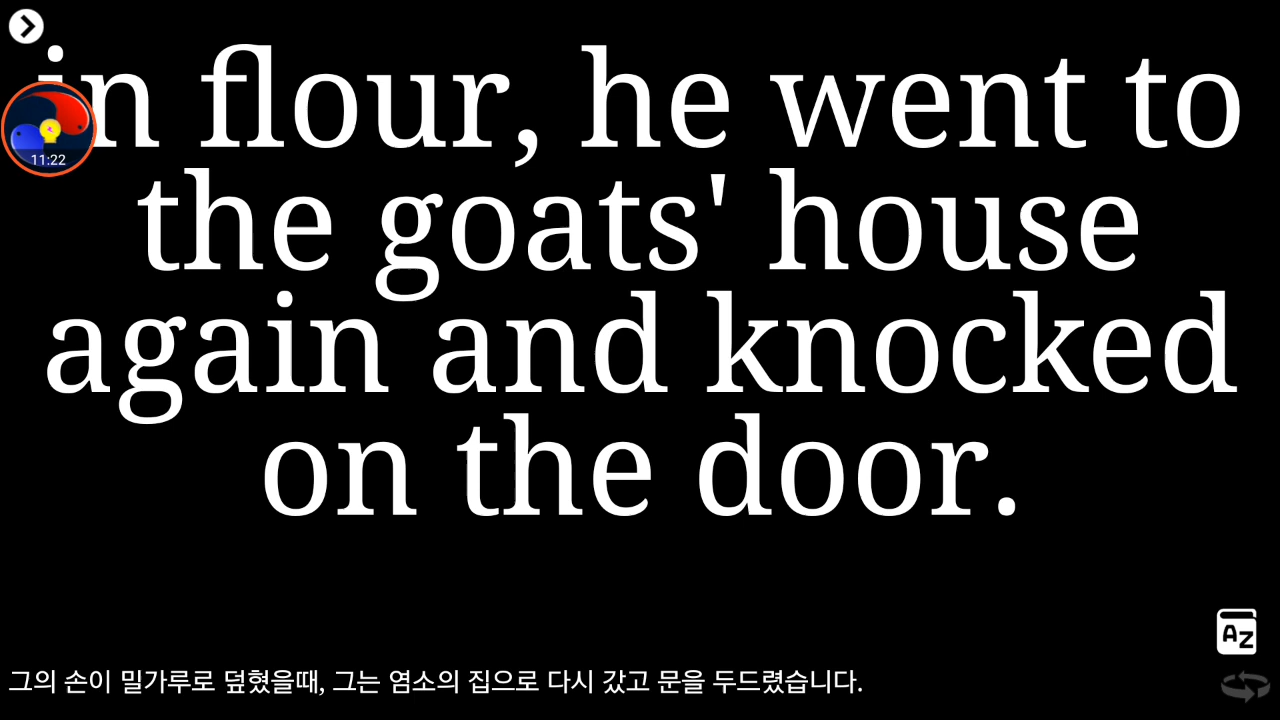 in flour, he went to
11:22
the goats' house
again and knocked
on the door.
AZ
그의 손이 밀가루로 덮혔을때, 그는 염소의 집으로 다시 갔고 문을 두드렸습니다.